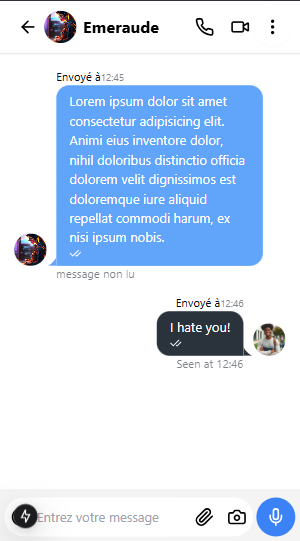 Emeraude
Envoyé à12:45
Lorem ipsum dolor sit amet
consectetur adipisicing elit.
Animi eius inventore dolor,
nihil doloribus distinctio officia
dolorem velit dignissimos est
doloremque iure aliquid
repellat commodi harum, ex
nisi ipsum nobis.
message non lu
Envoyé à12:46
I hate you!
Seen at 12:46
Entrez votre message